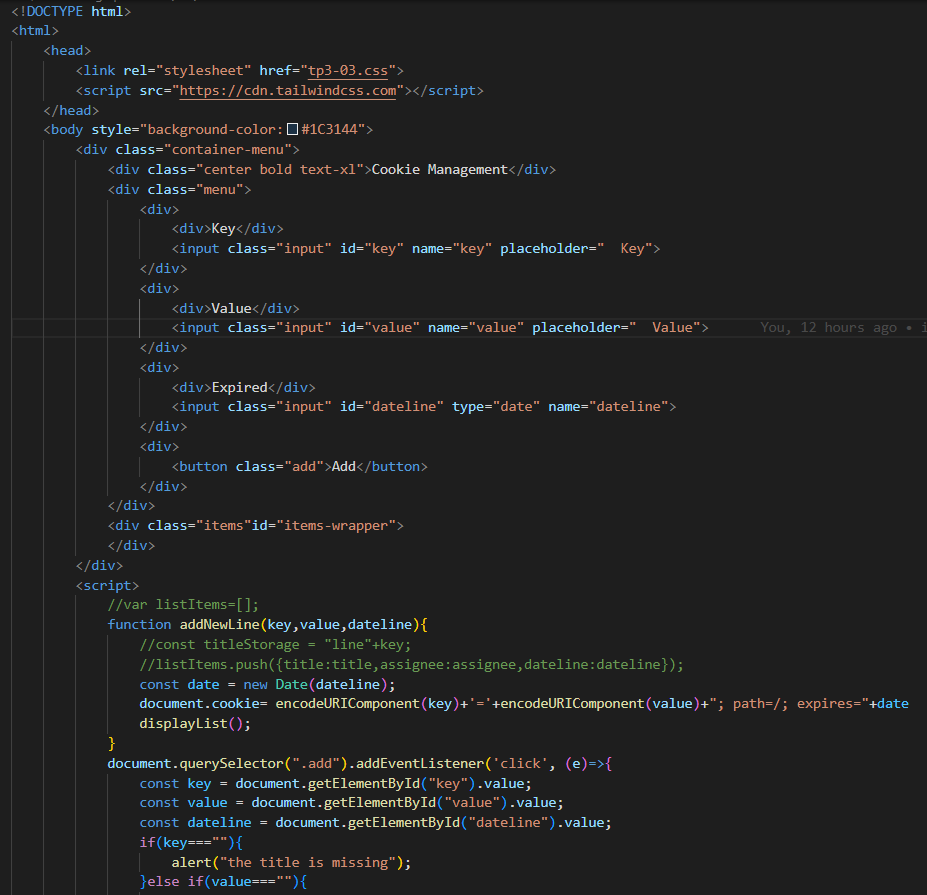 <!DOCTYPE html>
<html>
<head>
<link rel="stylesheet" href="tp3-03.css">
<script src="https://cdn.tailwindcss.com"></script>
</head>
<body style="background-color:#1C3144">
<div class="container-menu">
<div class="center bold text-xl">Cookie Management</div>
<div class="menu">
<div>
<div>Key</div>
<input class="input" id="key" name="key" placeholder="  Key">
</div>
<div>
<div>Value</div>
<input class="input" id="value" name="value" placeholder="  Value"> You, 12 hours ago •
</div>
<div>
<div>Expired</div>
<input class="input" id="dateline" type="date" name="dateline">
</div>
<div>
<button class="add">Add</button>
</div>
</div>
<div class="items"id="items-wrapper">
</div>
</div>
<script>
//var listItems=[];
function addNewLine(key,value,dateline){
//const titleStorage = "line"+key;
//listItems.push({title:title,assignee:assignee,dateline:dateline});
const date = new Date(dateline);
document.cookie= encodeURIComponent(key)+'='+encodeURIComponent(value)+"; path=/; expires="+date
displayList();
}
document.querySelector(".add").addEventListener('click', (e)=>{
const key = document.getElementById("key").value;
const value = document.getElementById("value").value;
const dateline = document.getElementById("dateline").value;
if(key===""){
alert("the title is missing");
}else if(value===""){